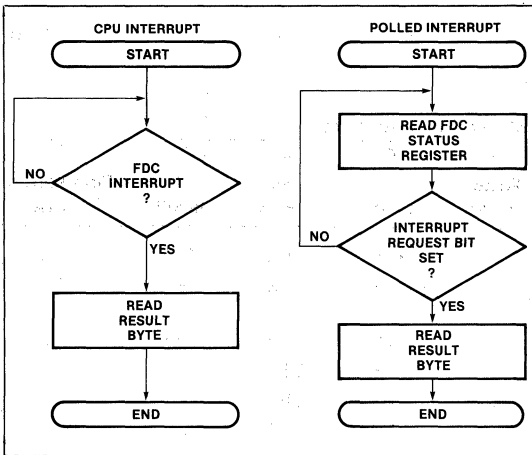 CPU INTERRUPT
START
FDC
INTERRUPT
?
NO
YES
READ
RESULT
BYTE
END
POLLED INTERRUPT
START
READ FDC
STATUS
REGISTER
INTERRUPT
REQUEST BIT
SET
?
NO
YES
READ
RESULT
BYTE
END